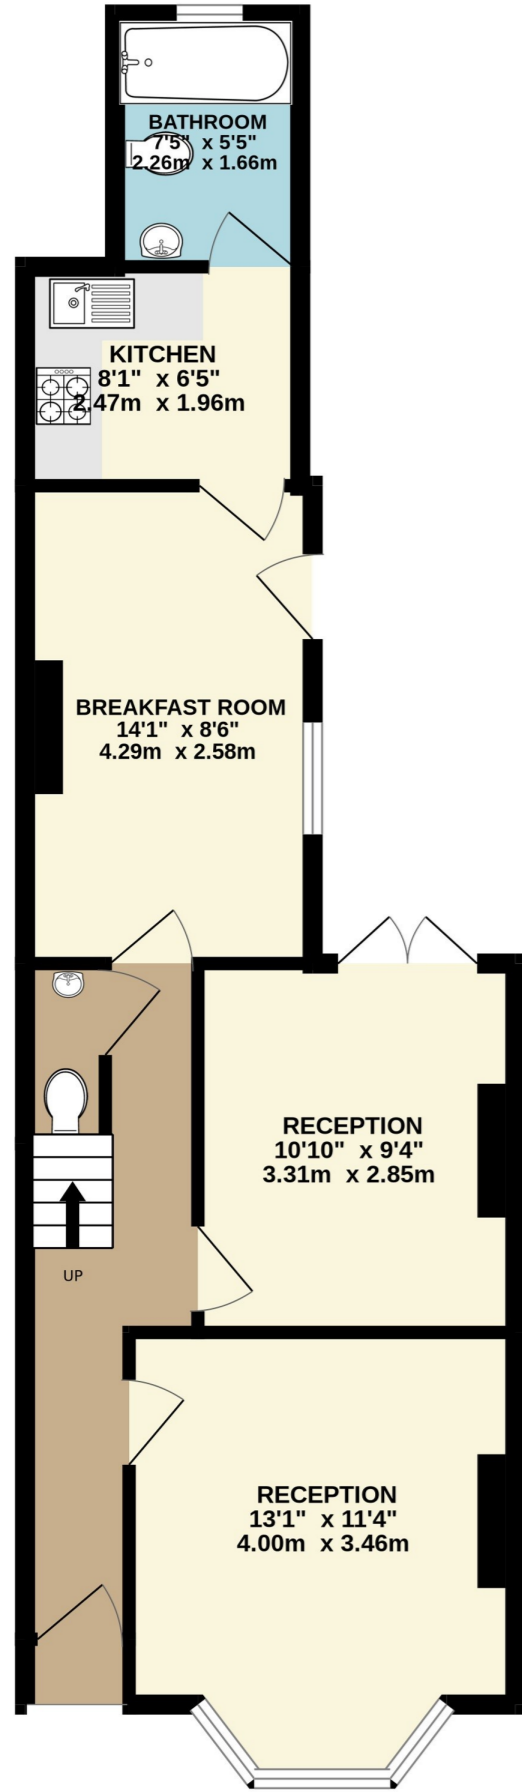 BATHROOM
7'5" x 5'5"
2.26m x 1.66m
KITCHEN
8'1" x 6'5"
2.47m x 1.96m
BREAKFAST ROOM
14'1" x 8'6"
4.29m x 2.58m
RECEPTION
10'10" x 9'4"
3.31m x 2.85m
UP
RECEPTION
13'1" x 11'4"
4.00m x 3.46m